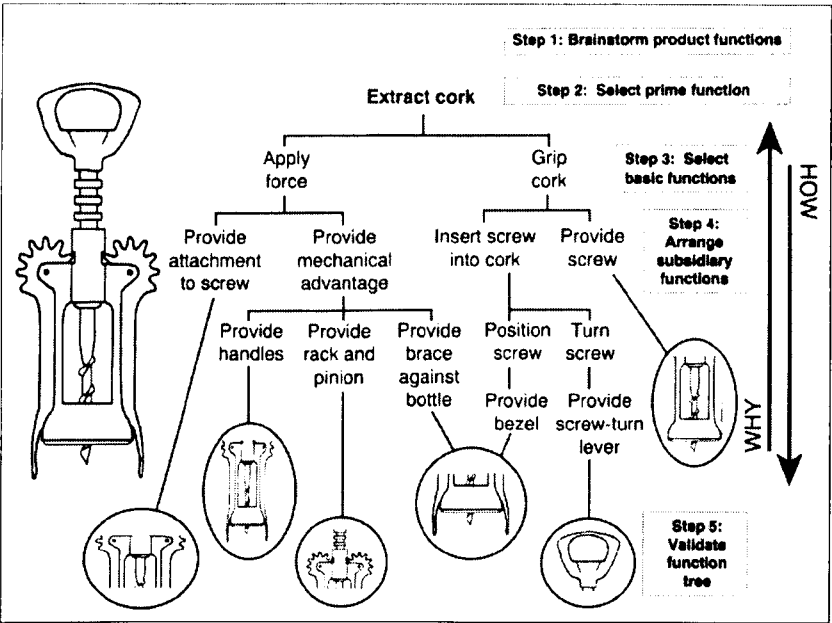 Step 1: Brainstorm product functions
Extract cork
Step 2: Select prime function
Apply
force
Grip
cork
Step 3: Select
basic functions
HOW
Provide
attachment
to screw
Provide
mechanical
advantage
Insert screw
into cork
Provide
screw
Step 4:
Arrange
subsidiary
functions
Provide
handles
Provide
rack and
pinion
Provide
brace
against
bottle
Position
screw
Turn
screw
Provide
bezel
Provide
screw-turn
lever
WHY
Step 5:
Validate
function
tree